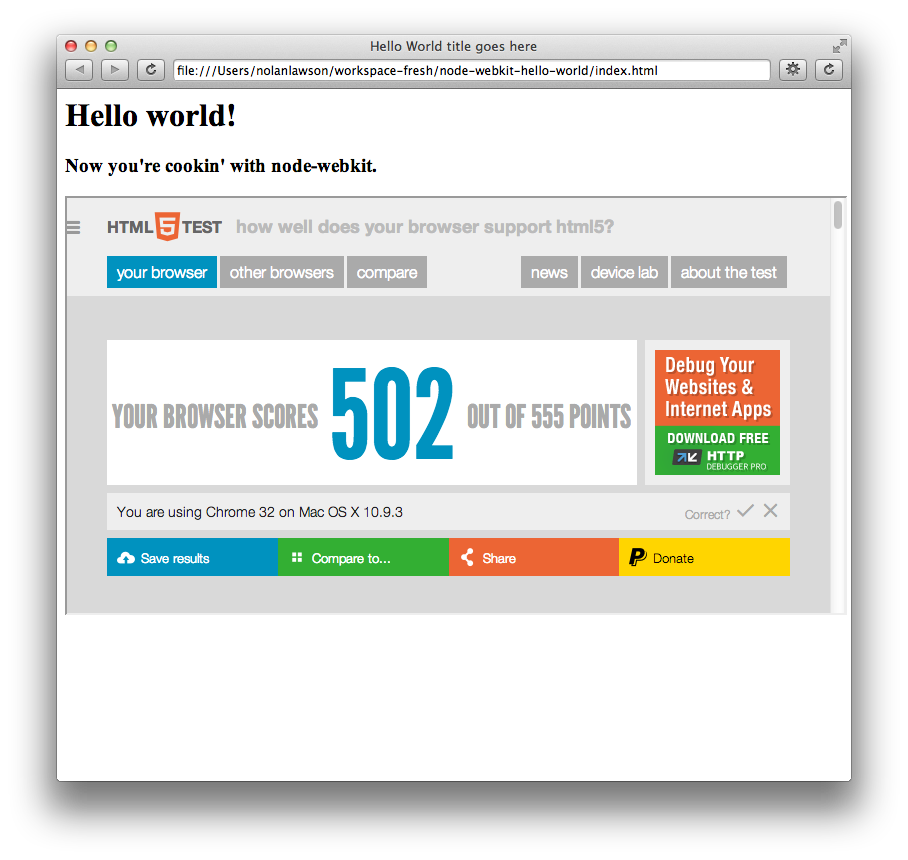 Hello World title goes here
file:///Users/nolanlawson/workspace-fresh/node-webkit-hello-world/index.html
Hello world!
Now you're cookin' with node-webkit.
HTML 5 TEST how well does your browser support html5?
your browser other browsers compare news device lab about the test
YOUR BROWSER SCORES 502 OUT OF 555 POINTS
Debug Your
Websites &
Internet Apps
DOWNLOAD FREE
HTTP
DEBUGGER PRO
You are using Chrome 32 on Mac OS X 10.9.3 Correct?
Save results Compare to... Share Donate